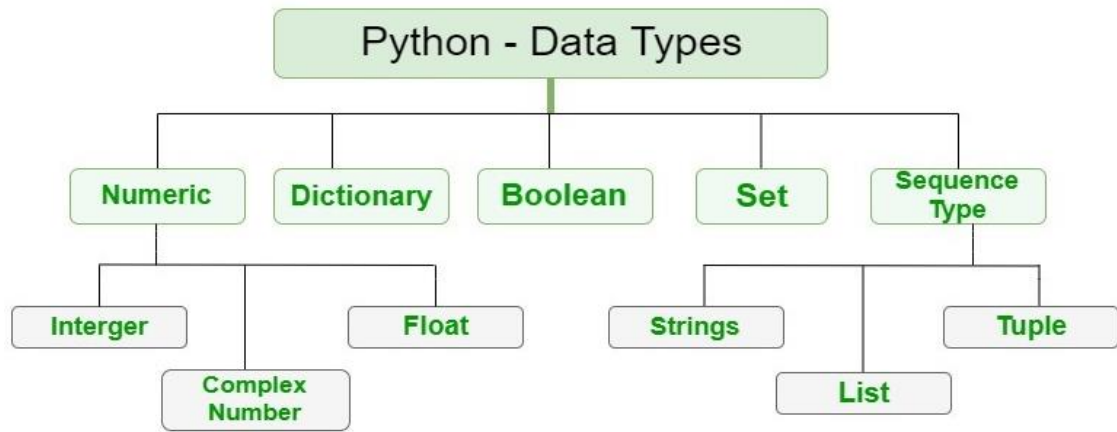 Python - Data Types
Numeric
Dictionary
Boolean
Set
Sequence
Type
Interger
Float
Strings
Tuple
Complex
Number
List